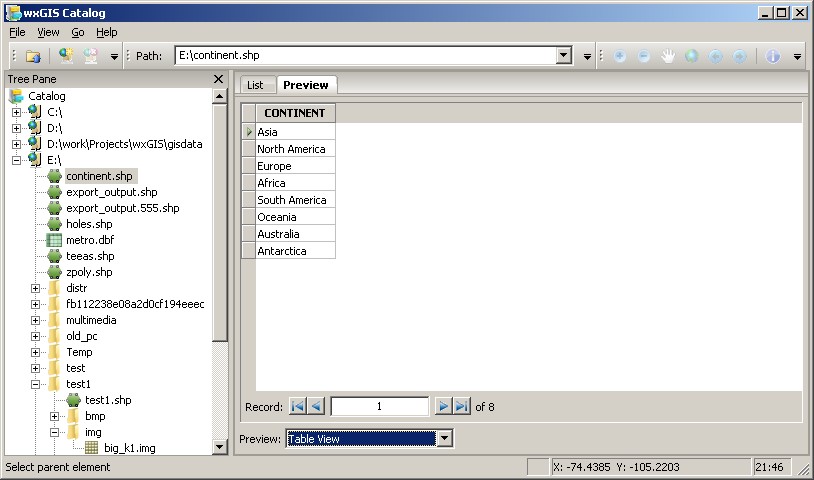 wxGIS Catalog
File View Go Help
Path: E:\continent.shp
Tree Pane
Catalog
C:\
D:\
D:\work\Projects\wxGIS\gisdata
E:\
continent.shp
export_output.shp
export_output.555.shp
holes.shp
metro.dbf
teeas.shp
zpoly.shp
distr
fb112238e08a2d0cf194eeec
multimedia
old_pc
Temp
test
test1
test1.shp
bmp
img
big_k1.img
List Preview
CONTINENT
Asia
North America
Europe
Africa
South America
Oceania
Australia
Antarctica
Record: 1 of 8
Preview: Table View
Select parent element
X: -74.4385 Y: -105.2203
21:46